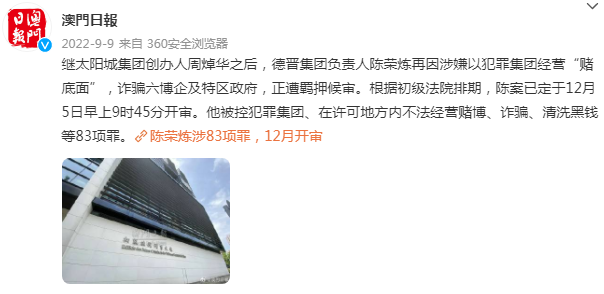 澳門日報
澳門日報
2022-9-9 来自 360安全浏览器
继太阳城集团创办人周焯华之后，德晋集团负责人陈荣炼再因涉嫌以犯罪集团经营“赌
底面”，诈骗六博企及特区政府，正遭羁押候审。根据初级法院排期，陈案已定于12月
5日早上9时45分开审。他被控犯罪集团、在许可地方内不法经营赌博、诈骗、清洗黑钱
等83项罪。 陈荣炼涉83项罪，12月开审